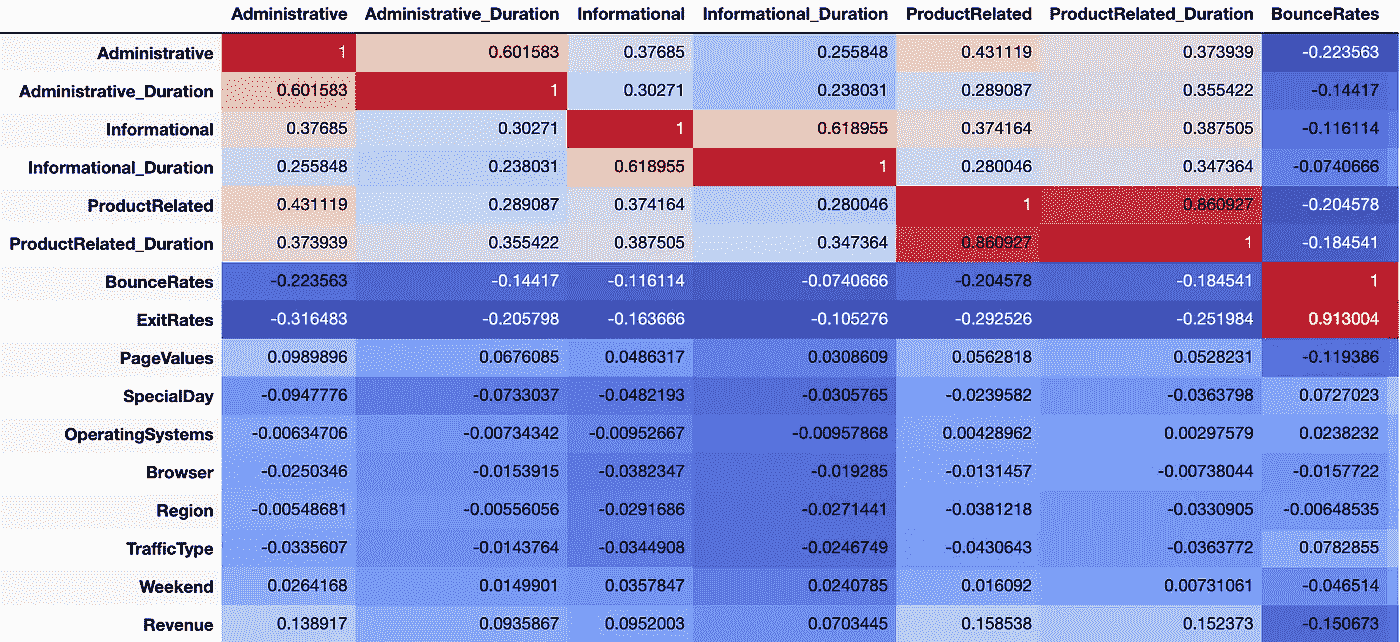 Administrative Administrative_Duration Informational Informational_Duration ProductRelated ProductRelated_Duration BounceRates
Administrative 1 0.601583 0.37685 0.255848 0.431119 0.373939 -0.223563
Administrative_Duration 0.601583 1 0.30271 0.238031 0.289087 0.355422 -0.14417
Informational 0.37685 0.30271 1 0.618955 0.374164 0.387505 -0.116114
Informational_Duration 0.255848 0.238031 0.618955 1 0.280046 0.347364 -0.0740666
ProductRelated 0.431119 0.289087 0.374164 0.280046 1 0.860927 -0.204578
ProductRelated_Duration 0.373939 0.355422 0.387505 0.347364 0.860927 1 -0.184541
BounceRates -0.223563 -0.14417 -0.116114 -0.0740666 -0.204578 -0.184541 1
ExitRates -0.316483 -0.205798 -0.163666 -0.105276 -0.292526 -0.251984 0.913004
PageValues 0.0989896 0.0676085 0.0486317 0.0308609 0.0562818 0.0528231 -0.119386
SpecialDay -0.0947776 -0.0733037 -0.0482193 -0.0305765 -0.0239582 -0.0363798 0.0727023
OperatingSystems -0.00634706 -0.00734342 -0.00952667 -0.00957868 0.00428962 0.00297579 0.0238232
Browser -0.0250346 -0.0153915 -0.0382347 -0.019285 -0.0131457 -0.00738044 -0.0157722
Region -0.00548681 -0.00556056 -0.0291686 -0.0271441 -0.0381218 -0.0330905 -0.00648535
TrafficType -0.0335607 -0.0143764 -0.0344908 -0.0246749 -0.0430643 -0.0363772 0.0782855
Weekend 0.0264168 0.0149901 0.0357847 0.0240785 0.016092 0.00731061 -0.046514
Revenue 0.138917 0.0935867 0.0952003 0.0703445 0.158538 0.152373 -0.150673